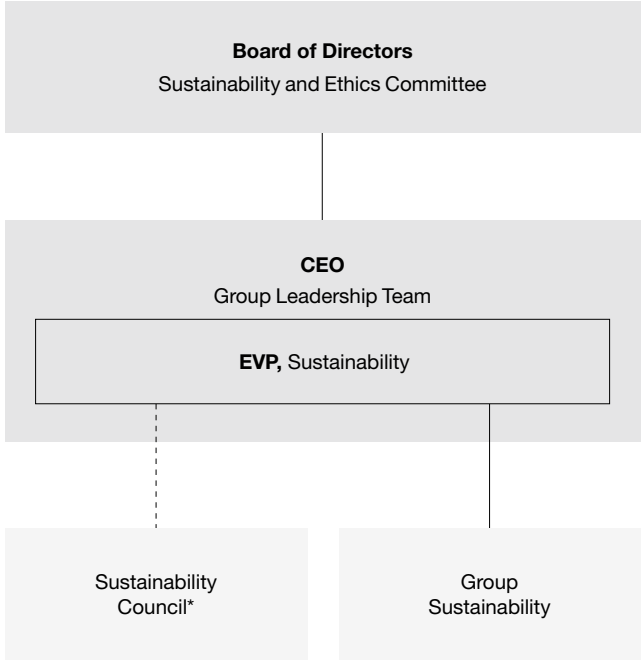 Board of Directors
Sustainability and Ethics Committee
CEO
Group Leadership Team
EVP, Sustainability
Sustainability
Council*
Group
Sustainability